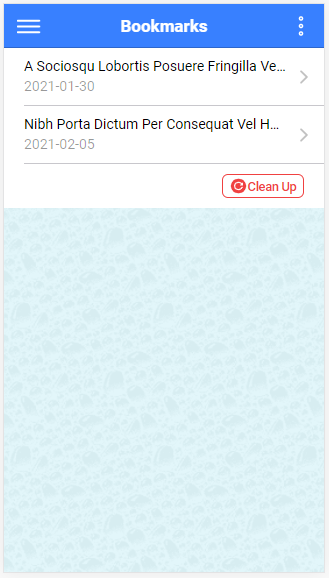 Bookmarks
A Sociosqu Lobortis Posuere Fringilla Ve...
2021-01-30
Nibh Porta Dictum Per Consequat Vel H...
2021-02-05
Clean Up